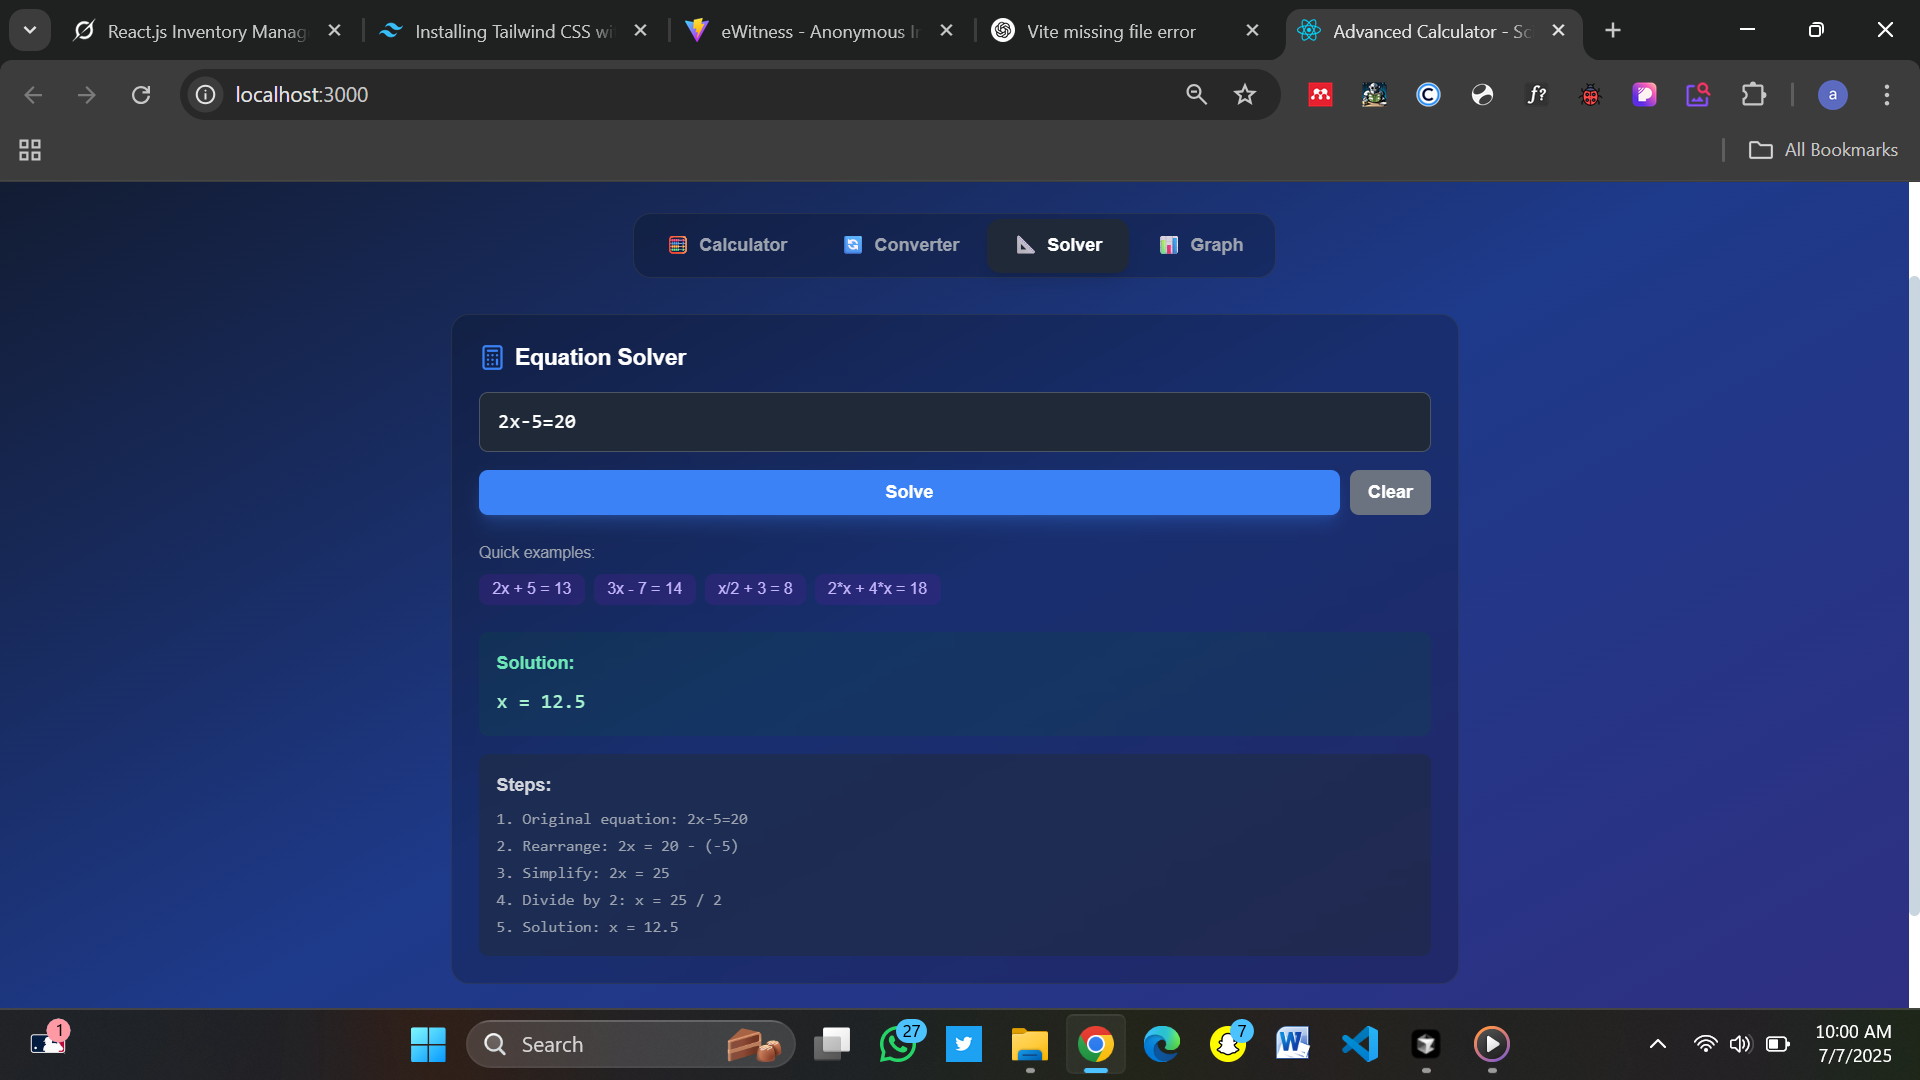 React.js Inventory Manag
Installing Tailwind CSS wi
eWitness - Anonymous I
Vite missing file error
Advanced Calculator - Sc
localhost:3000
f?
a
All Bookmarks
Calculator
Converter
Solver
Graph
Equation Solver
2x-5=20
Solve
Clear
Quick examples:
2x + 5 = 13
3x - 7 = 14
x/2 + 3 = 8
2*x + 4*x = 18
Solution:
x = 12.5
Steps:
1. Original equation: 2x-5=20
2. Rearrange: 2x = 20 - (-5)
3. Simplify: 2x = 25
4. Divide by 2: x = 25 / 2
5. Solution: x = 12.5
1
Search
27
7
10:00 AM
7/7/2025